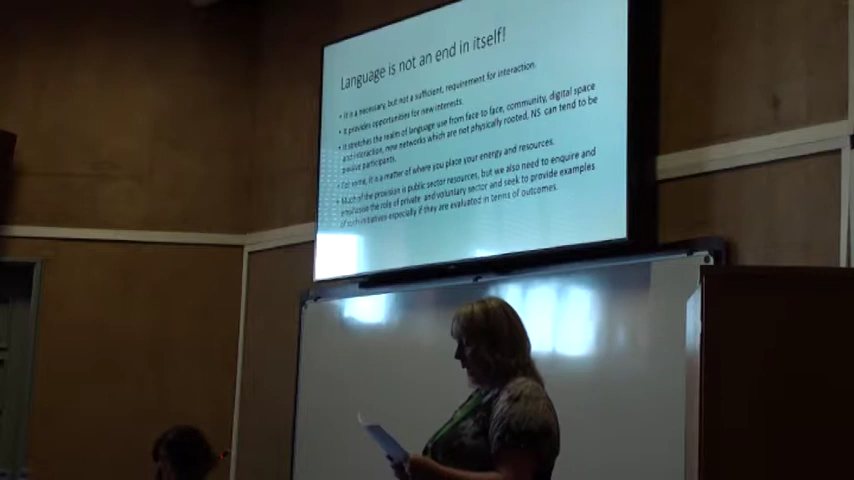 Language is not an end in itself!
• It is a necessary, but not a sufficient, requirement for interaction.
• It provides opportunities for new interests.
• It stretches the realm of language use from face to face, community, digital space
and interaction, new networks which are not physically rooted, NS can tend to be
passive participants.
• For some, it is a matter of where you place your energy and resources.
• Much of the provision is public sector resources, but we also need to enquire and
emphasise the role of private and voluntary sector and seek to provide examples
of such initiatives especially if they are evaluated in terms of outcomes.